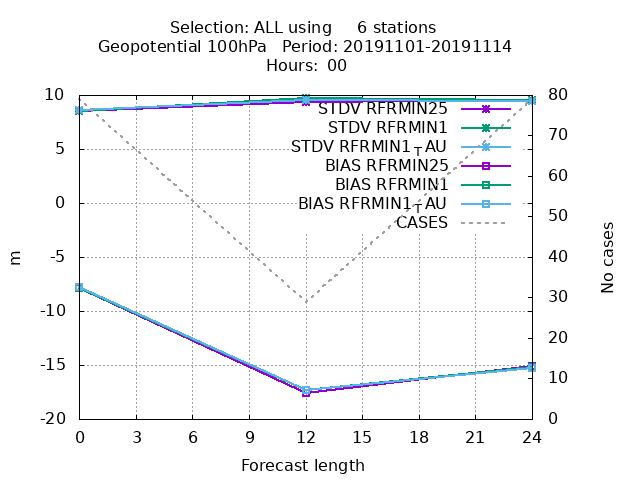 Selection: ALL using     6 stations
Geopotential 100hPa   Period: 20191101-20191114
Hours: 00
10
5
0
-5
-10
-15
-20
m
80
70
60
50
40
30
20
10
0
No cases
STDV RFRMIN25
STDV RFRMIN1
STDV RFRMIN1_TAU
BIAS RFRMIN25
BIAS RFRMIN1
BIAS RFRMIN1_TAU
CASES
0 3 6 9 12 15 18 21 24
Forecast length